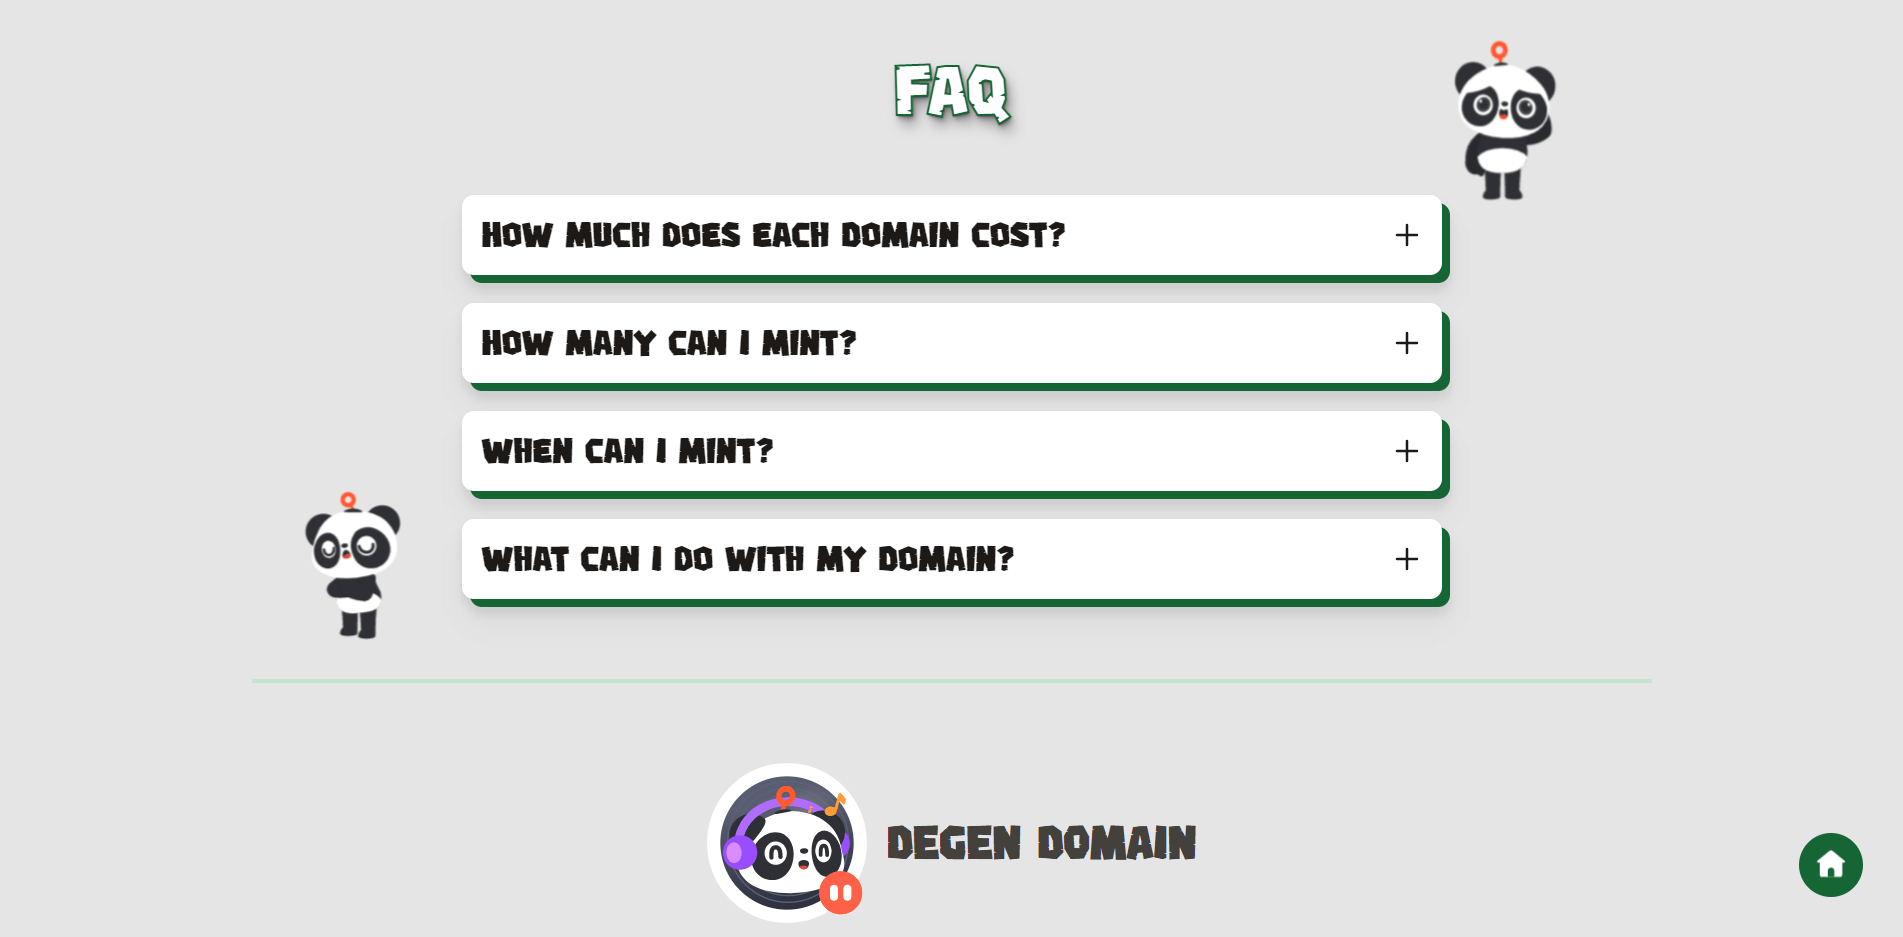 FAQ
HOW MUCH DOES EACH DOMAIN COST?
HOW MANY CAN I MINT?
WHEN CAN I MINT?
WHAT CAN I DO WITH MY DOMAIN?
DEGEN DOMAIN